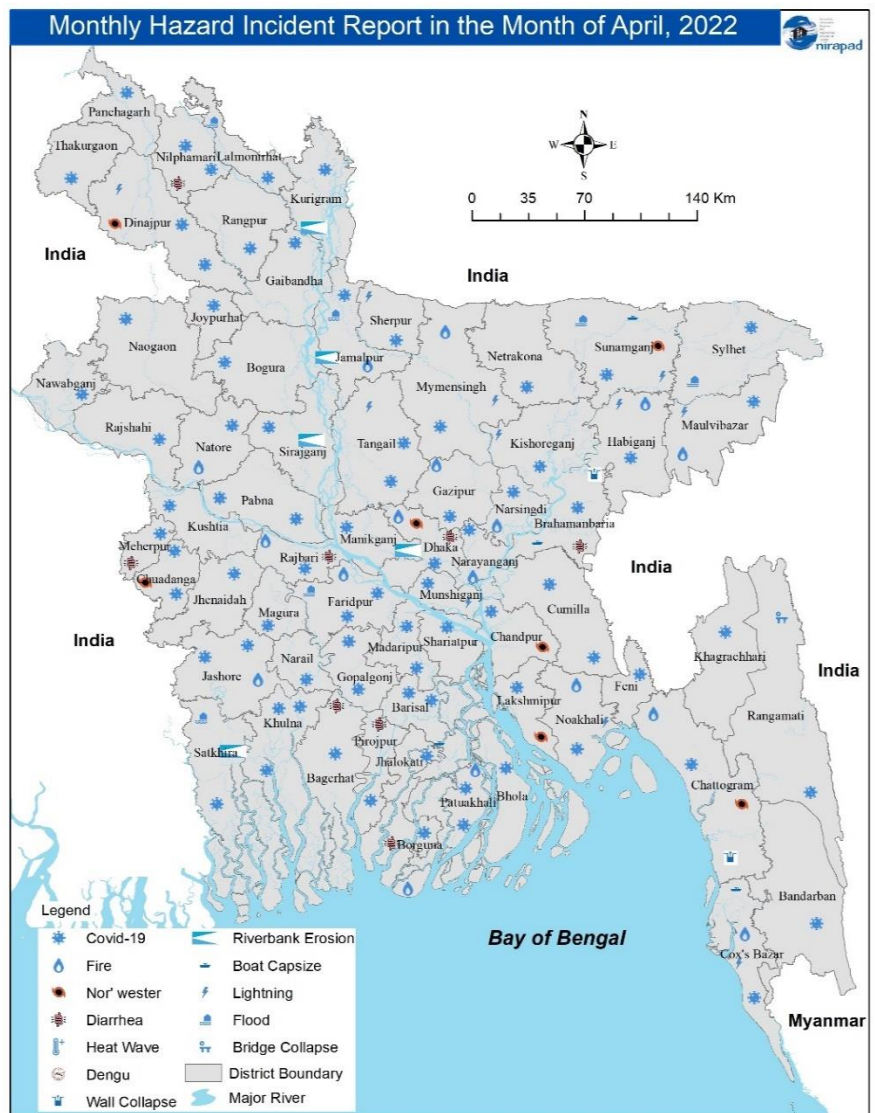 Monthly Hazard Incident Report in the Month of April, 2022
nirapad
N
W E
S
0 35 70 140 Km
Panchagarh
Thakurgaon
Nilphamari
Lalmonirhat
Kurigram
Dinajpur
Rangpur
India
Gaibandha
India
Joypurhat
Sherpur
Naogaon
Netrakona
Sunamganj
Sylhet
Bogura
Jamalpur
Mymensingh
Nawabganj
Rajshahi
Natore
Sirajganj
Tangail
Kishoreganj
Habiganj
Maulvibazar
Gazipur
Pabna
Narsingdi
Kushtia
Manikganj
Brahamanbaria
Meherpur
Rajbari
Dhaka
Narayanganj
India
Chuadanga
Jhenaidah
Faridpur
Munshiganj
Cumilla
Magura
India
Madaripur
Shariatpur
Chandpur
Khagrachhari
India
Narail
Jashore
Gopalgonj
Feni
Barisal
Lakshmipur
Rangamati
Khulna
Noakhali
Satkhira
Pirojpur
Jhalokati
Bagerhat
Chattogram
Patuakhali
Bhola
Borguna
Bandarban
Bay of Bengal
Cox's Bazar
Myanmar
Legend
Covid-19
Fire
Nor' wester
Diarrhea
Heat Wave
Dengu
Wall Collapse
Riverbank Erosion
Boat Capsize
Lightning
Flood
Bridge Collapse
District Boundary
Major River